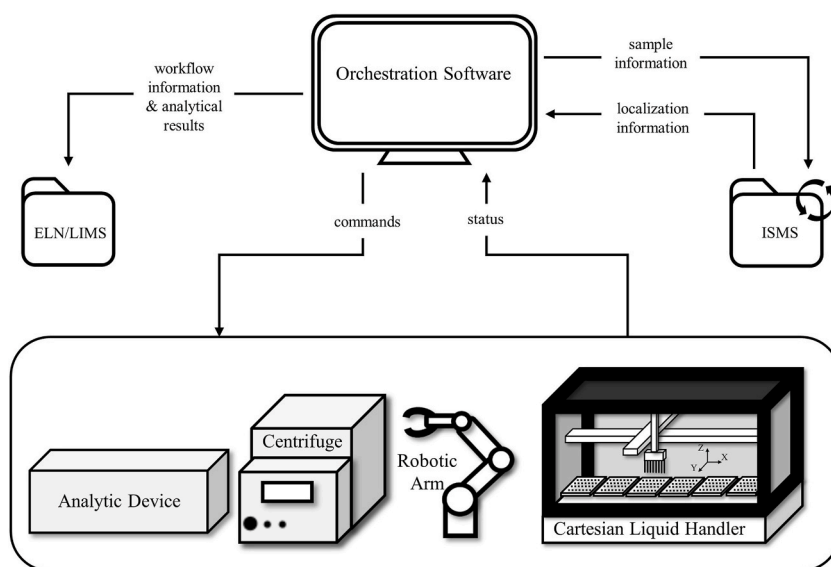 Orchestration Software
workflow
information
& analytical
results
sample
information
localization
information
ELN/LIMS
ISMS
commands
status
Analytic Device
Centrifuge
Robotic
Arm
Z
X
Y
Cartesian Liquid Handler